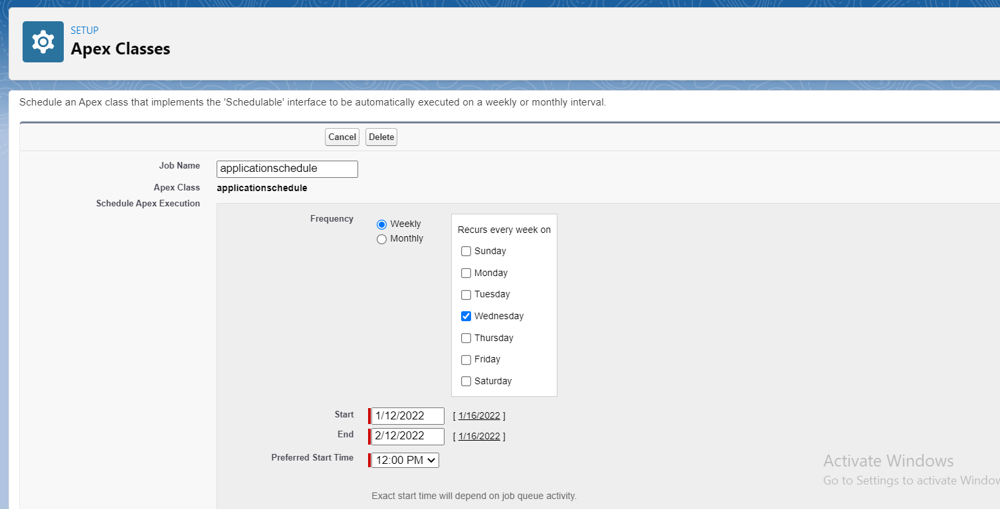 SETUP
Apex Classes
Schedule an Apex class that implements the 'Schedulable' interface to be automatically executed on a weekly or monthly interval.
Cancel Delete
Job Name applicationschedule
Apex Class applicationschedule
Schedule Apex Execution
Frequency
Weekly
Monthly
Recurs every week on
Sunday
Monday
Tuesday
Wednesday
Thursday
Friday
Saturday
Start 1/12/2022 [ 1/16/2022 ]
End 2/12/2022 [ 1/16/2022 ]
Preferred Start Time 12:00 PM
Exact start time will depend on job queue activity.
Activate Windows
Go to Settings to activate Window